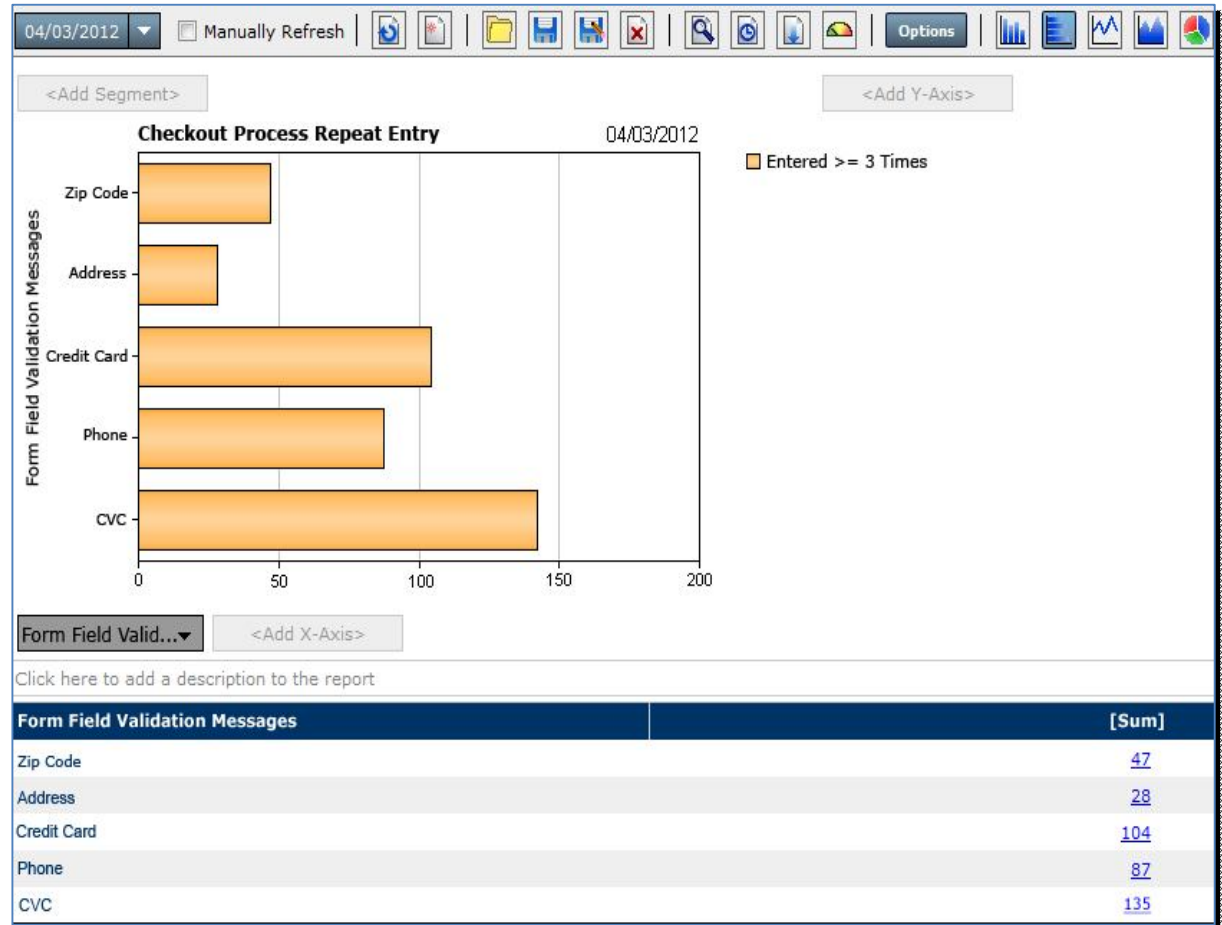 04/03/2012 Manually Refresh Options
<Add Segment> <Add Y-Axis>
Checkout Process Repeat Entry 04/03/2012
Entered >= 3 Times
Form Field Validation Messages
Zip Code
Address
Credit Card
Phone
CVC
0 50 100 150 200
Form Field Valid... <Add X-Axis>
Click here to add a description to the report
Form Field Validation Messages [Sum]
Zip Code 47
Address 28
Credit Card 104
Phone 87
CVC 135